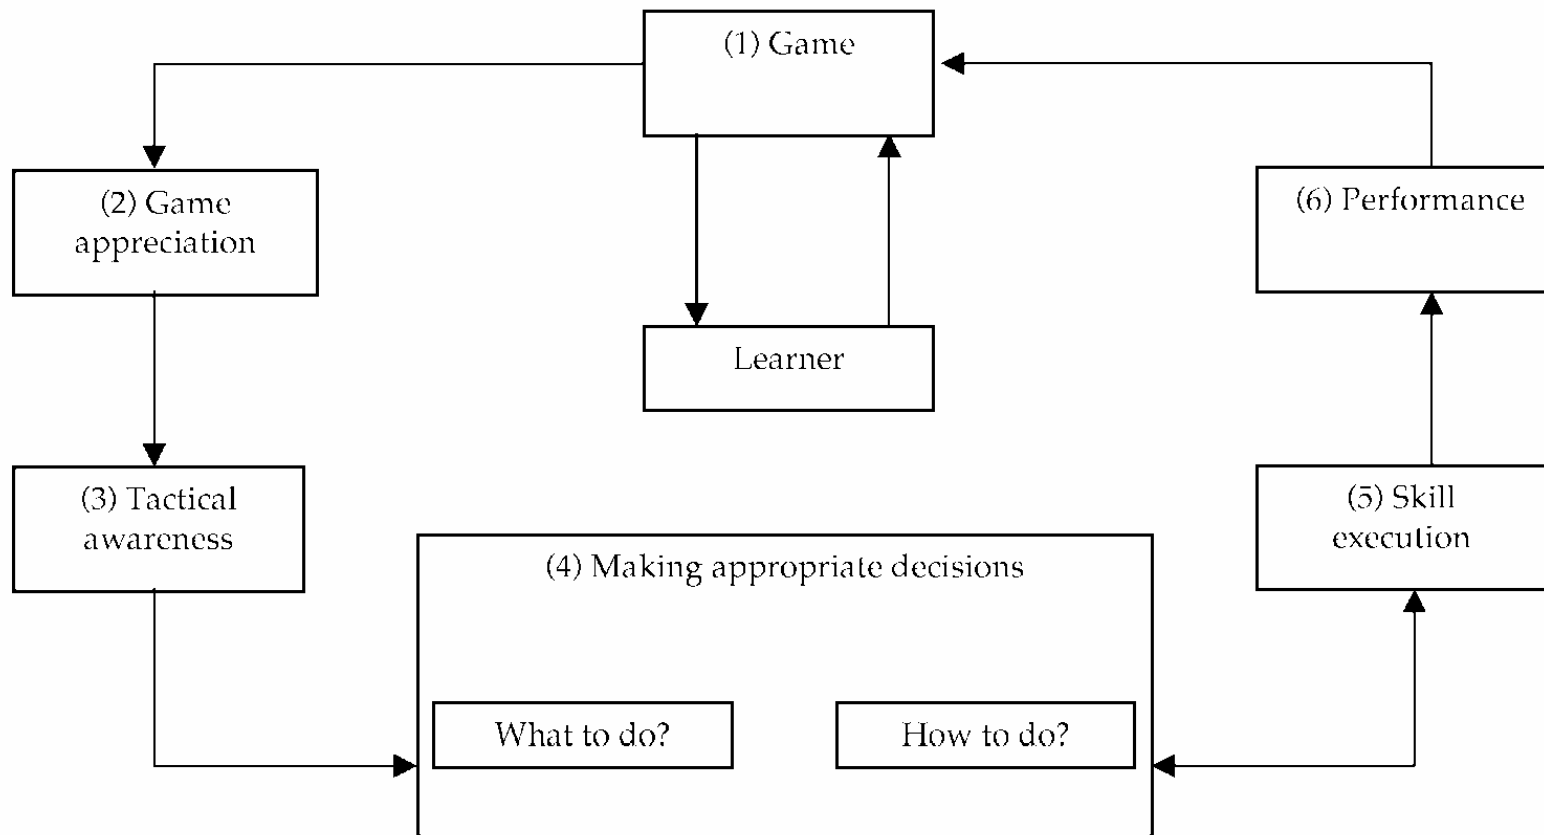 (1) Game
(2) Game
appreciation
(6) Performance
Learner
(3) Tactical
awareness
(5) Skill
execution
(4) Making appropriate decisions
What to do?
How to do?